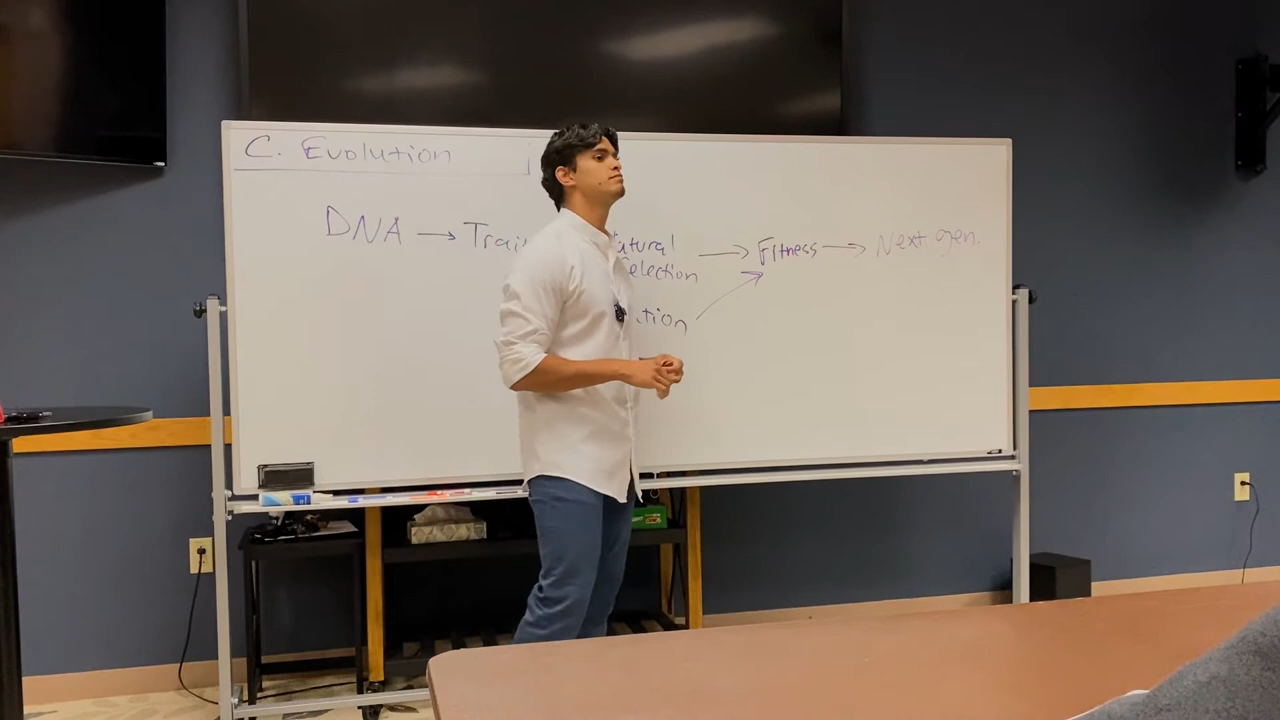 C. Evolution
DNA → Trai atural → Fitness → Next gen.
election
tion